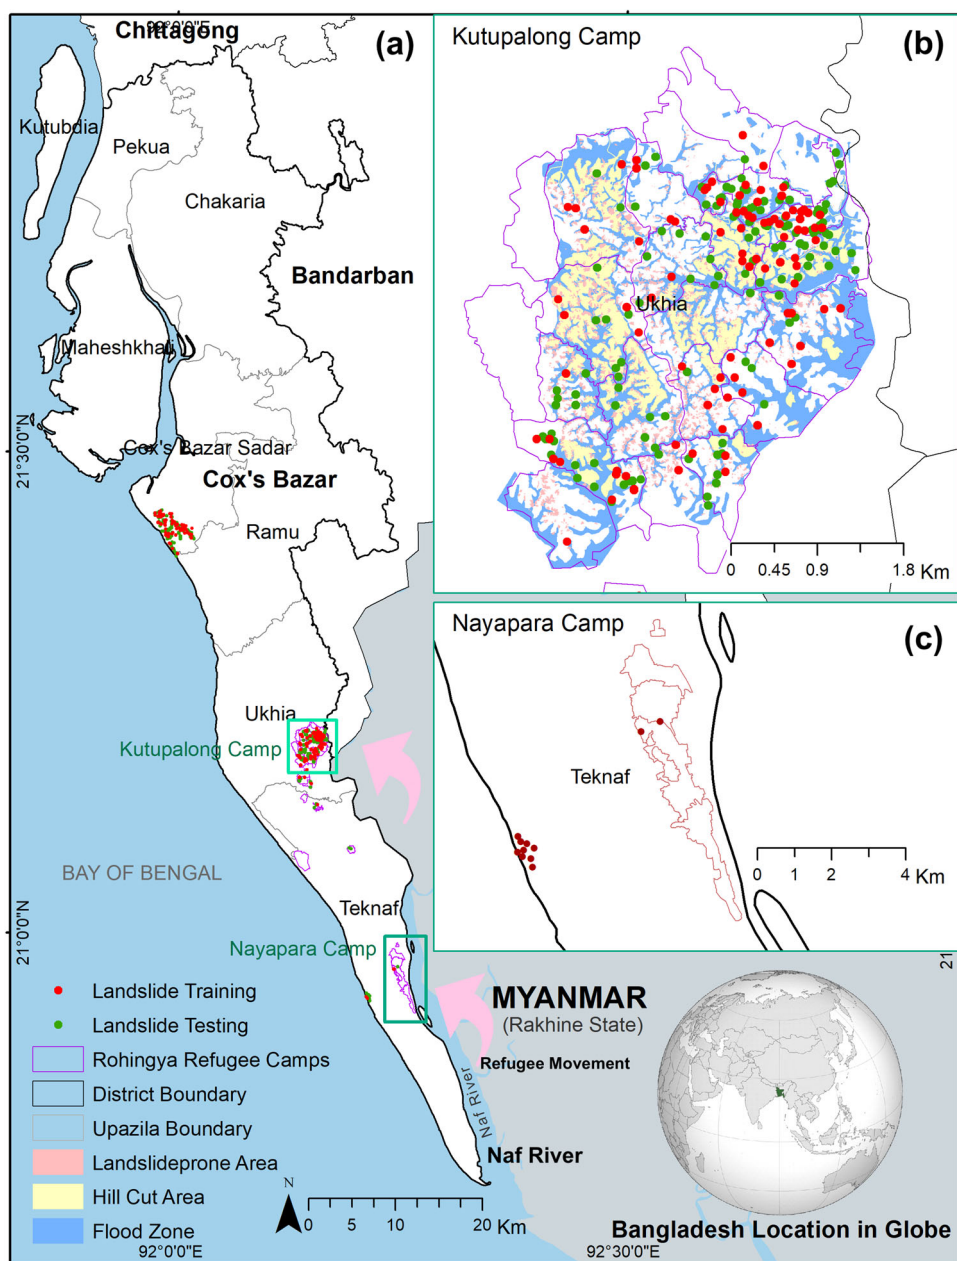 92°0'0"E
Chittagong
(a)
Kutubdia
Pekua
Chakaria
Bandarban
Maheshkhali
21°30'0"N
Cox's Bazar Sadar
Cox's Bazar
Ramu
Ukhia
Kutupalong Camp
BAY OF BENGAL
Teknaf
Nayapara Camp
21°0'0"N
Kutupalong Camp
(b)
Ukhia
0 0.45 0.9 1.8 Km
Nayapara Camp
(c)
Teknaf
0 1 2 4 Km
21
MYANMAR
(Rakhine State)
Refugee Movement
Naf River
Naf River
Landslide Training
Landslide Testing
Rohingya Refugee Camps
District Boundary
Upazila Boundary
Landslideprone Area
Hill Cut Area
Flood Zone
N
0 5 10 20 Km
Bangladesh Location in Globe
92°0'0"E
92°30'0"E